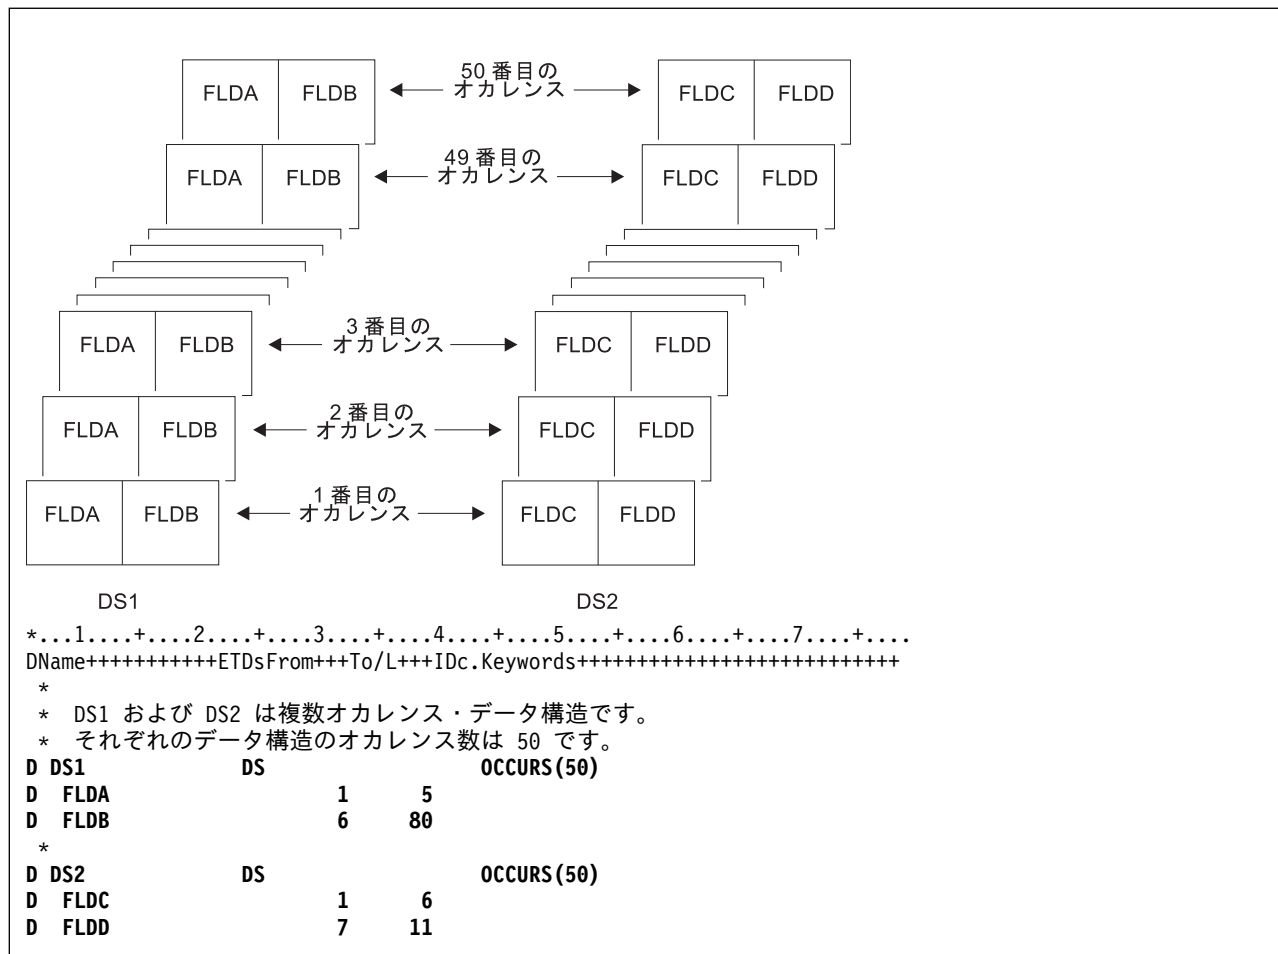 50 番目の
FLDA FLDB オカレンス FLDC FLDD
49 番目の
FLDA FLDB オカレンス FLDC FLDD
3 番目の
FLDA FLDB オカレンス FLDC FLDD
2 番目の
FLDA FLDB オカレンス FLDC FLDD
1 番目の
FLDA FLDB オカレンス FLDC FLDD
DS1 DS2
*...1....+....2....+....3....+....4....+....5....+....6....+....7....+....
DName+++++++++++ETDsFrom+++To/L+++IDc.Keywords+++++++++++++++++++++++++++
*
* DS1 および DS2 は複数オカレンス・データ構造です。
* それぞれのデータ構造のオカレンス数は 50 です。
D DS1 DS OCCURS(50)
D FLDA 1 5
D FLDB 6 80
*
D DS2 DS OCCURS(50)
D FLDC 1 6
D FLDD 7 11